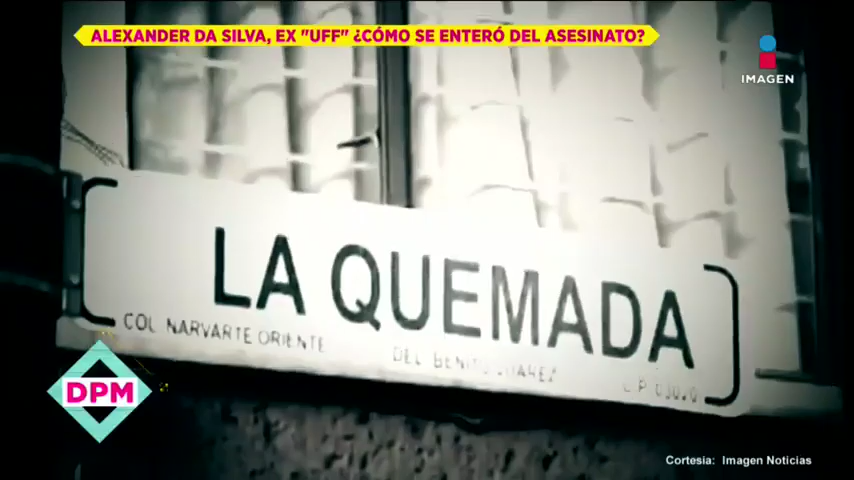 ALEXANDER DA SILVA, EX "UFF" ¿CÓMO SE ENTERÓ DEL ASESINATO?
IMAGEN
LA QUEMADA
COL NARVARTE ORIENTE DEL BENITO JUAREZ C P
DPM
Cortesia: Imagen Noticias